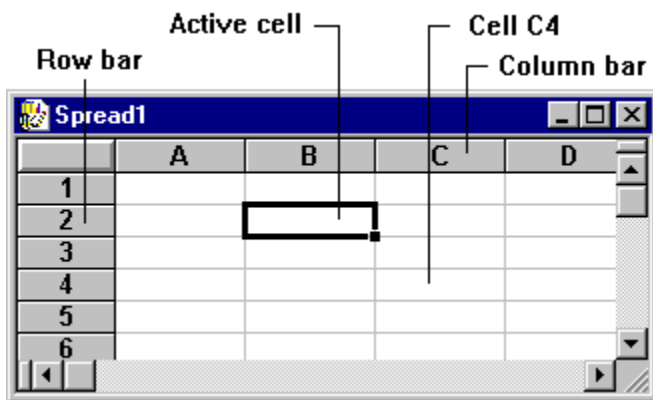 Active cell
Cell C4
Row bar
Column bar
Spread1
A B C D
1
2
3
4
5
6